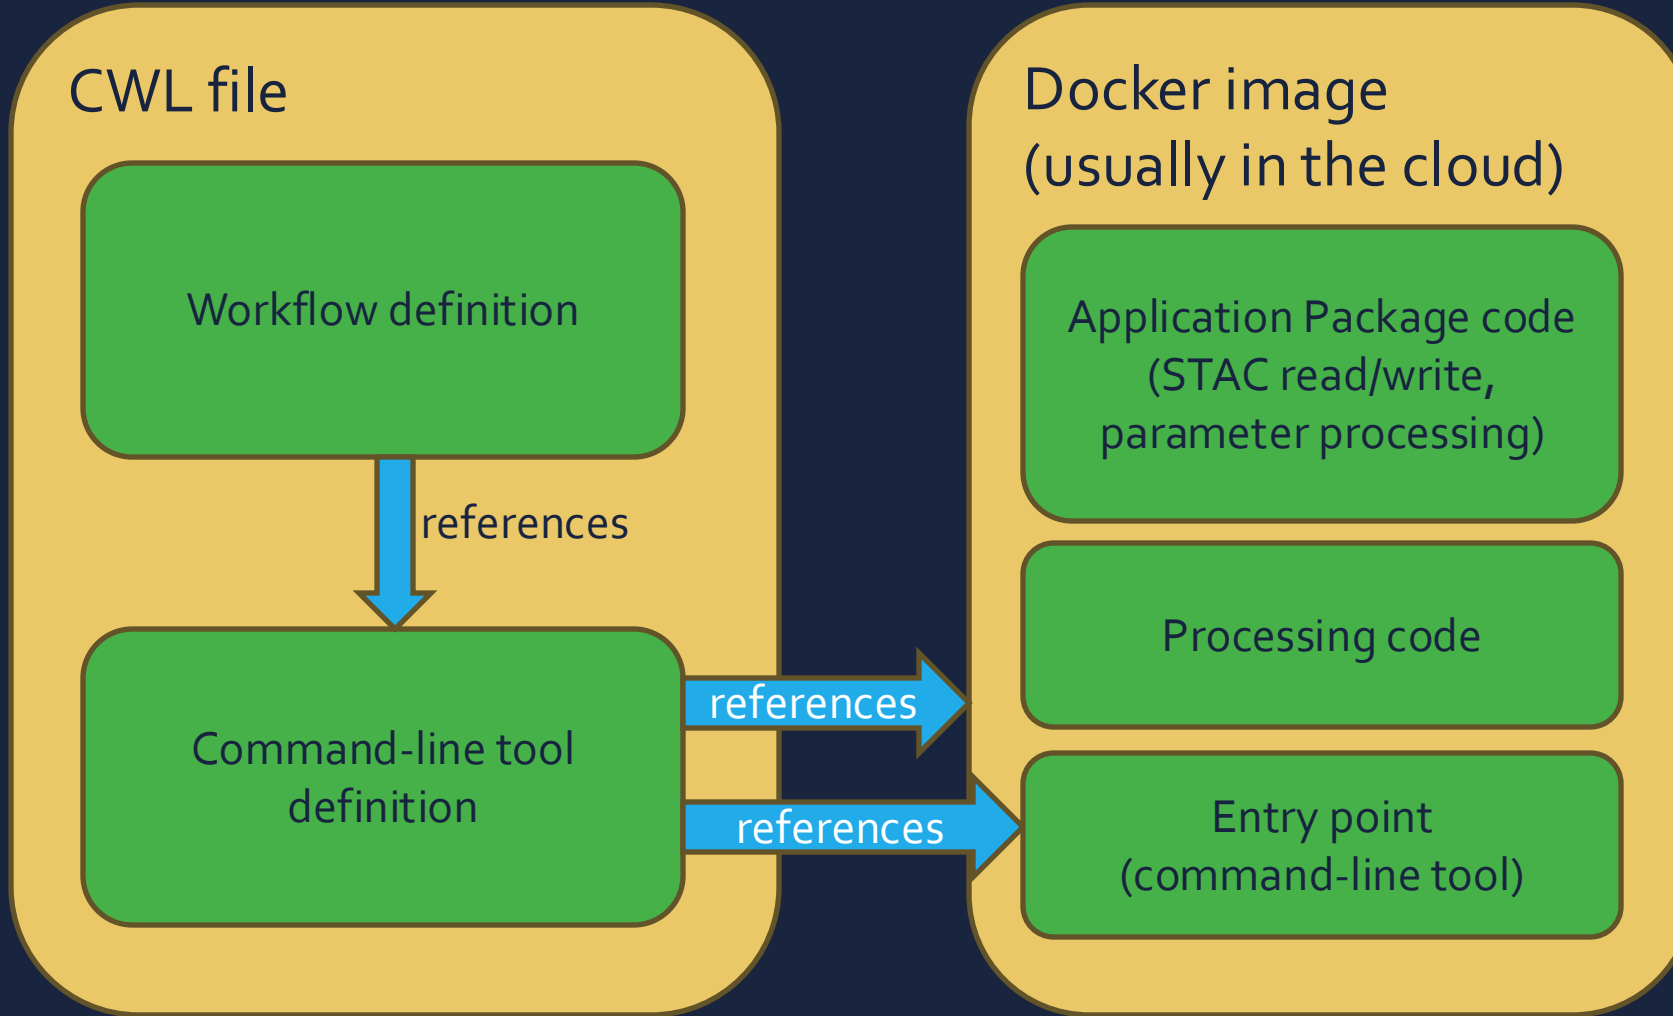 CWL file
Workflow definition
references
Command-line tool
definition
references
references
Docker image
(usually in the cloud)
Application Package code
(STAC read/write,
parameter processing)
Processing code
Entry point
(command-line tool)